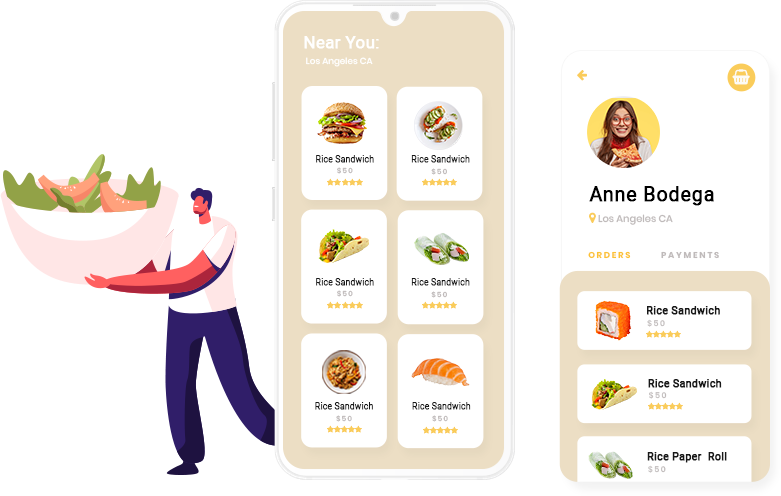 Near You:
Los Angeles CA
Rice Sandwich
$50
Rice Sandwich
$50
Rice Sandwich
$50
Rice Sandwich
$50
Rice Sandwich
$50
Rice Sandwich
$50
Anne Bodega
Los Angeles CA
ORDERS PAYMENTS
Rice Sandwich
$50
Rice Sandwich
$50
Rice Paper Roll
$50